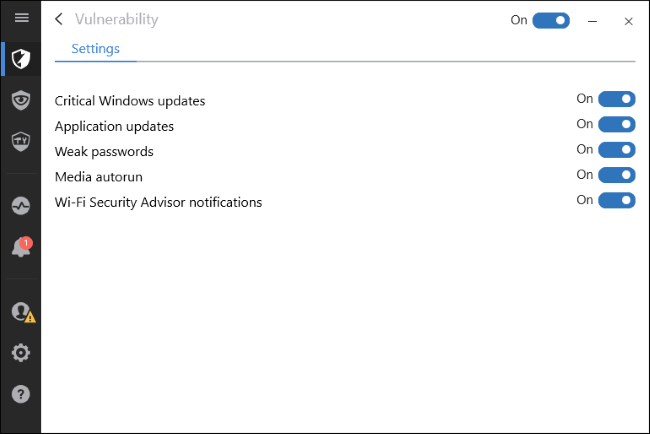 Vulnerability On
Settings
Critical Windows updates On
Application updates On
Weak passwords On
Media autorun On
Wi-Fi Security Advisor notifications On
1
?